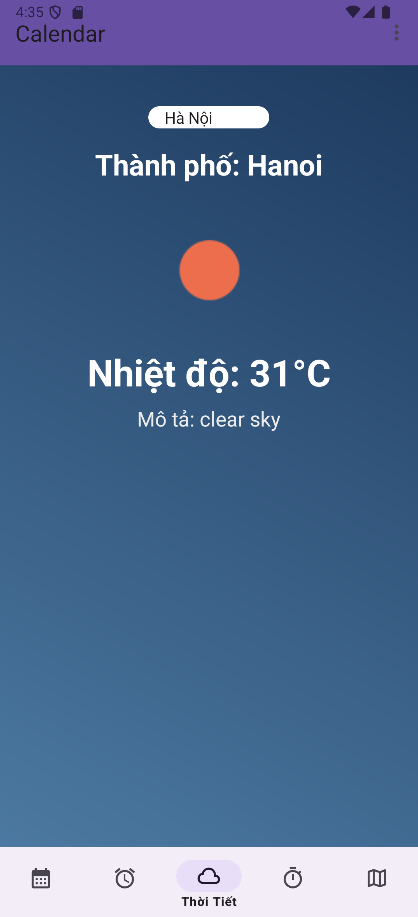 4:35
Calendar
Hà Nội
Thành phố: Hanoi
Nhiệt độ: 31°C
Mô tả: clear sky
Thời Tiết